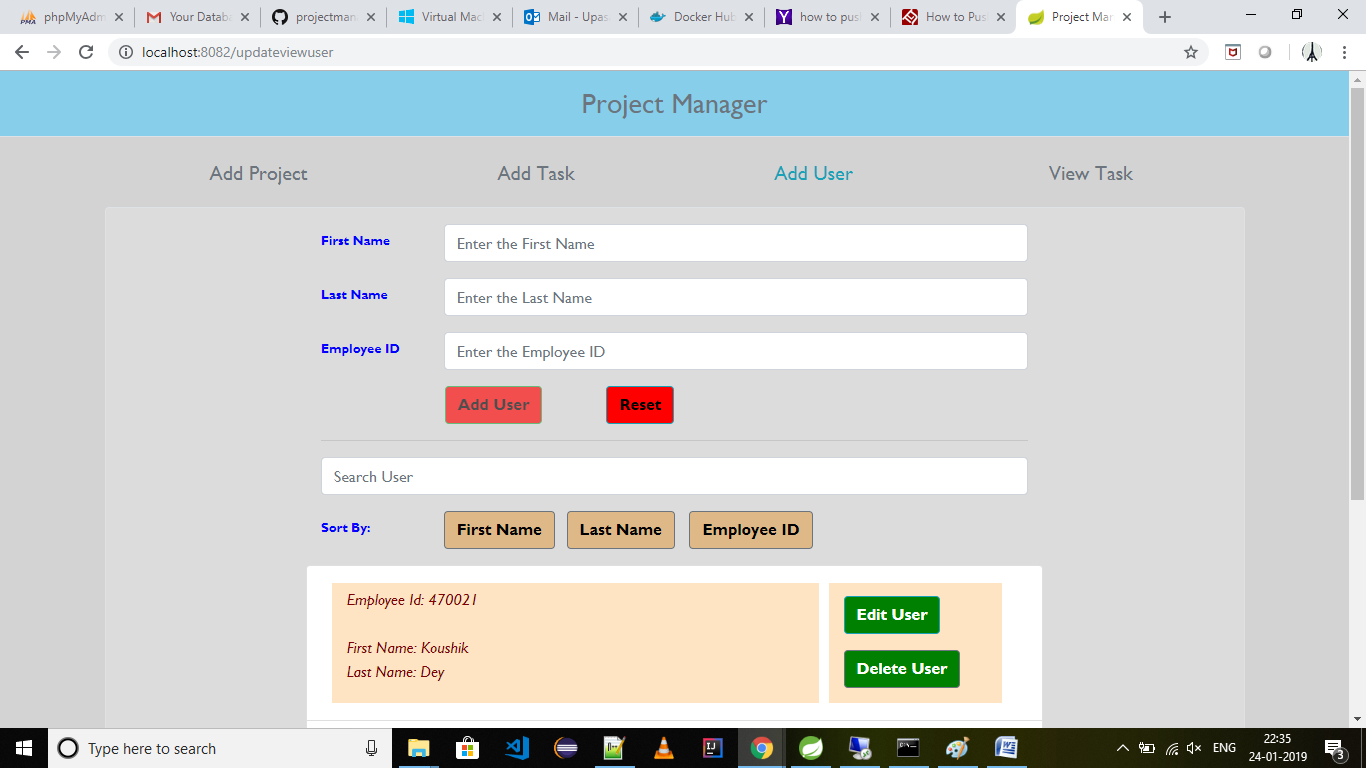 phpMyAdm
Your Databa
projectman
Virtual Mac
Mail - Upas
Docker Hub
how to push
How to Pus
Project Mar
localhost:8082/updateviewuser
Project Manager
Add Project Add Task Add User View Task
First Name Enter the First Name
Last Name Enter the Last Name
Employee ID Enter the Employee ID
Add User Reset
Search User
Sort By: First Name Last Name Employee ID
Employee Id: 470021
First Name: Koushik
Last Name: Dey
Edit User
Delete User
Type here to search
ENG
22:35
24-01-2019
3